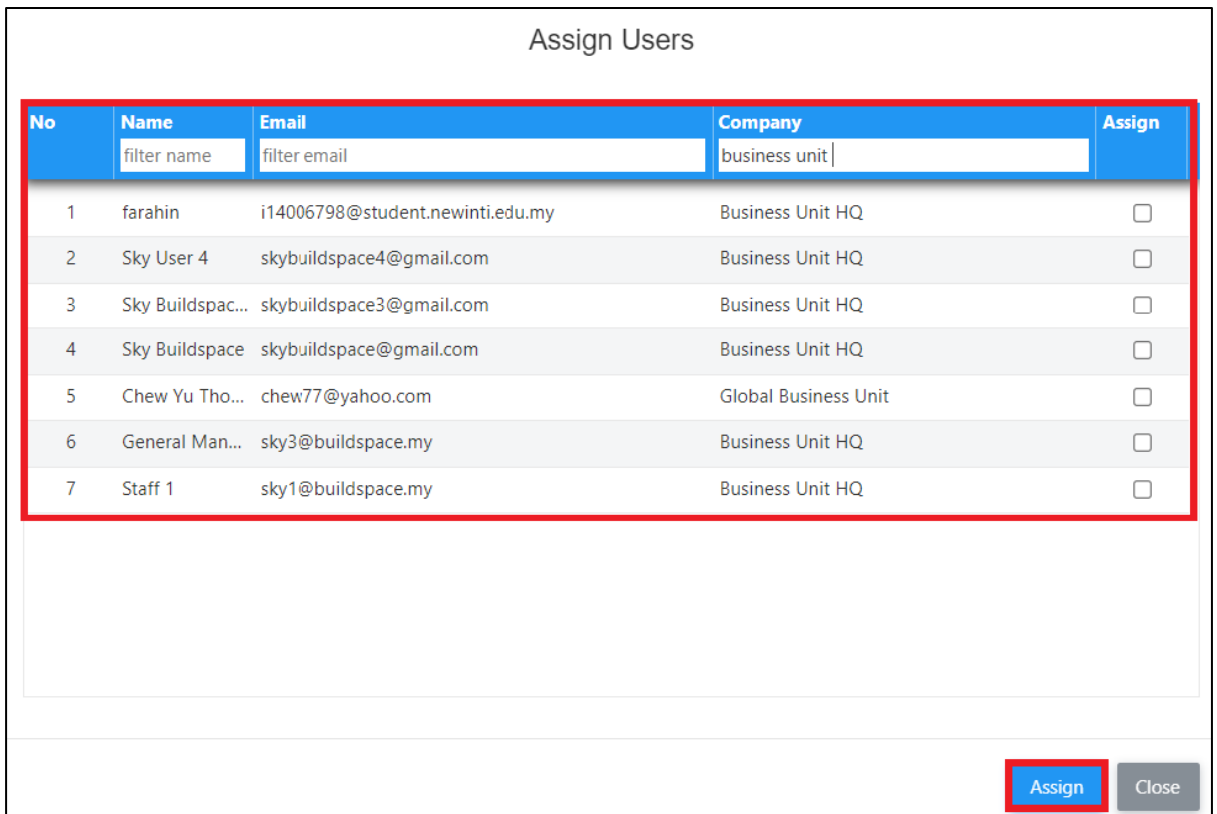 Assign Users
No Name Email Company Assign
filter name filter email business unit
1 farahin i14006798@student.newinti.edu.my Business Unit HQ
2 Sky User 4 skybuildspace4@gmail.com Business Unit HQ
3 Sky Buildspac... skybuildspace3@gmail.com Business Unit HQ
4 Sky Buildspace skybuildspace@gmail.com Business Unit HQ
5 Chew Yu Tho... chew77@yahoo.com Global Business Unit
6 General Man... sky3@buildspace.my Business Unit HQ
7 Staff 1 sky1@buildspace.my Business Unit HQ
Assign Close